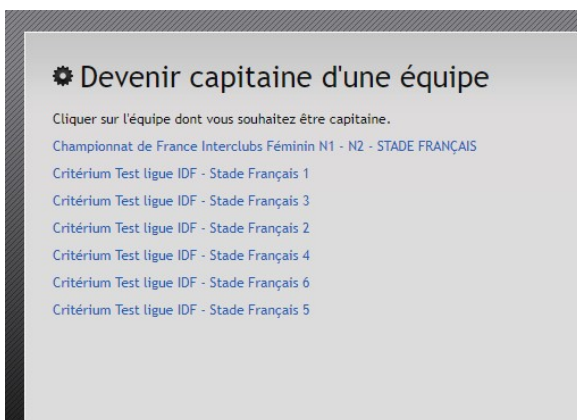 Devenir capitaine d'une équipe
Cliquer sur l'équipe dont vous souhaitez être capitaine.
Championnat de France Interclubs Féminin N1 - N2 - STADE FRANÇAIS
Critérium Test ligue IDF - Stade Français 1
Critérium Test ligue IDF - Stade Français 3
Critérium Test ligue IDF - Stade Français 2
Critérium Test ligue IDF - Stade Français 4
Critérium Test ligue IDF - Stade Français 6
Critérium Test ligue IDF - Stade Français 5